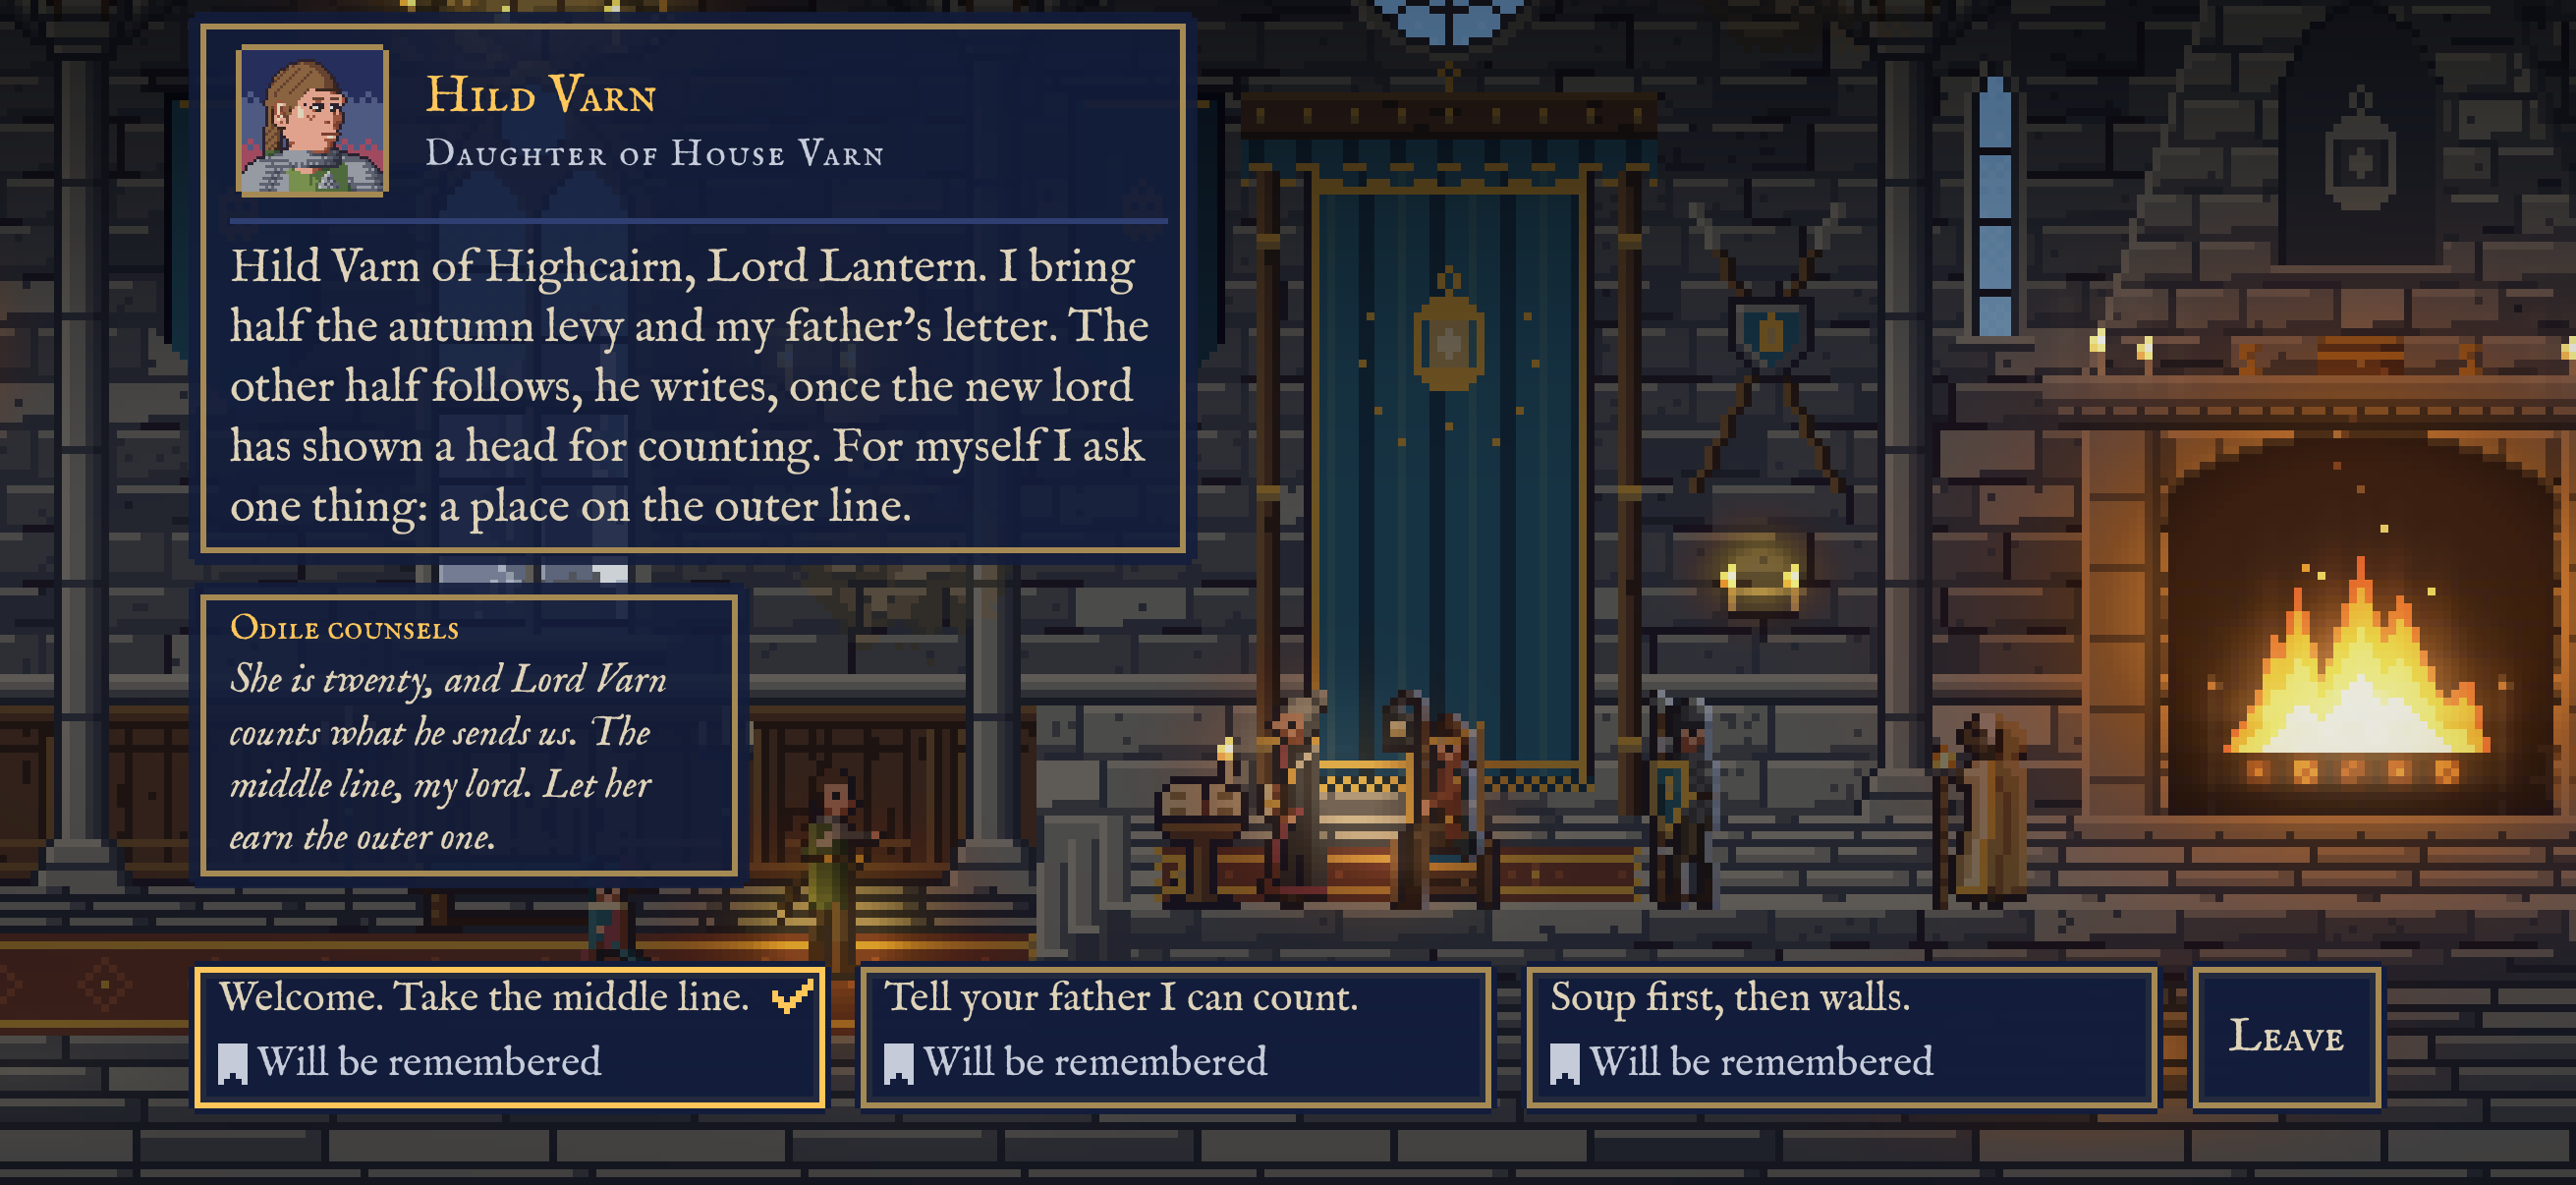 Hild Varn
Daughter of House Varn
Hild Varn of Highcairn, Lord Lantern. I bring
half the autumn levy and my father's letter. The
other half follows, he writes, once the new lord
has shown a head for counting. For myself I ask
one thing: a place on the outer line.
Odile counsels
She is twenty, and Lord Varn
counts what he sends us. The
middle line, my lord. Let her
earn the outer one.
Welcome. Take the middle line.
Will be remembered
Tell your father I can count.
Will be remembered
Soup first, then walls.
Will be remembered
Leave